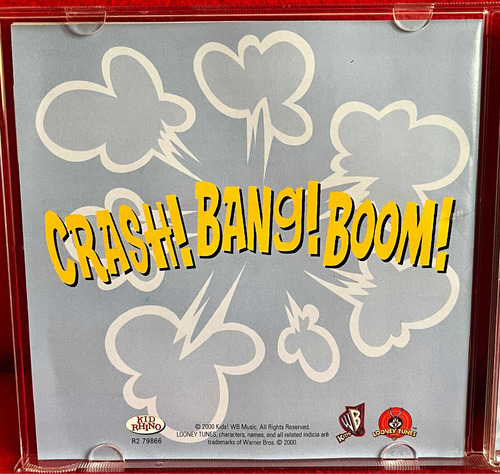 CRASH! BANG! BOOM!
KID
RHINO
R2 79866
© 2000 Kids! WB Music. All Rights Reserved.
LOONEY TUNES, characters, names, and all related indicia are
trademarks of Warner Bros. © 2000.
KIDS!
WB
LOONEY TUNES